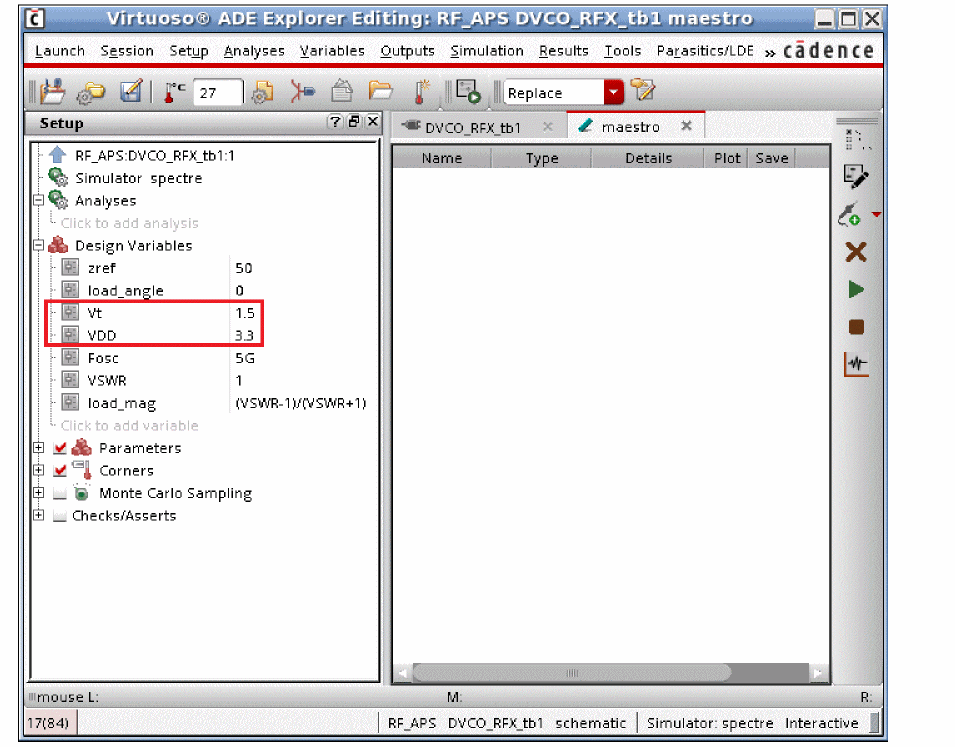 Virtuoso® ADE Explorer Editing: RF_APS DVCO_RFX_tb1 maestro
Launch Session Setup Analyses Variables Outputs Simulation Results Tools Parasitics/LDE » cādence
°C 27 Replace
Setup
DVCO_RFX_tb1 maestro
Name Type Details Plot Save
RF_APS:DVCO_RFX_tb1:1
Simulator spectre
Analyses
Click to add analysis
Design Variables
zref 50
load_angle 0
Vt 1.5
VDD 3.3
Fosc 5G
VSWR 1
load_mag (VSWR-1)/(VSWR+1)
Click to add variable
Parameters
Corners
Monte Carlo Sampling
Checks/Asserts
mouse L: M: R:
17(84) RF_APS DVCO_RFX_tb1 schematic Simulator: spectre Interactive